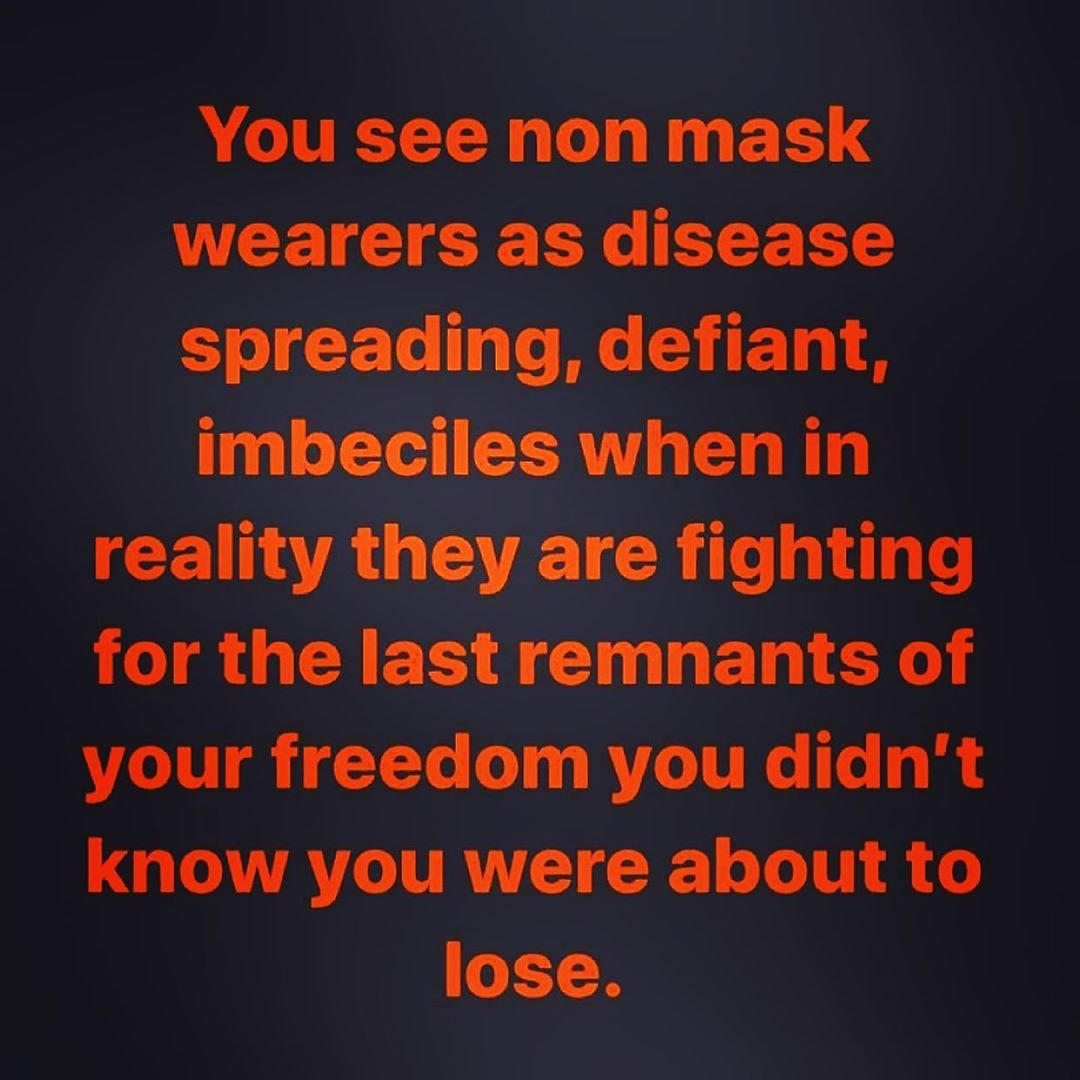 You see non mask
wearers as disease
spreading, defiant,
imbeciles when in
reality they are fighting
for the last remnants of
your freedom you didn’t
know you were about to
lose.